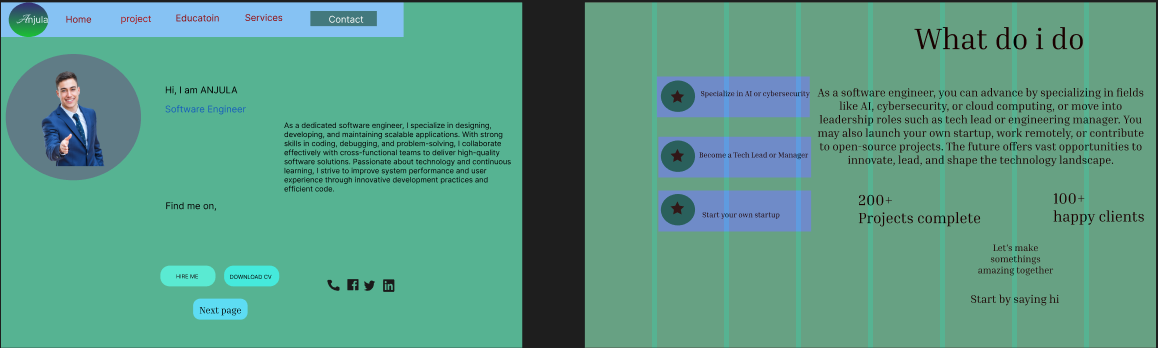 Anjula
Home
project
Educatoin
Services
Contact
Hi, I am ANJULA
Software Engineer
As a dedicated software engineer, I specialize in designing,
developing, and maintaining scalable applications. With strong
skills in coding, debugging, and problem-solving, I collaborate
effectively with cross-functional teams to deliver high-quality
software solutions. Passionate about technology and continuous
learning, I strive to improve system performance and user
experience through innovative development practices and
efficient code.
Find me on,
HIRE ME
DOWNLOAD CV
Next page
What do i do
Specialize in AI or cybersecurity
Become a Tech Lead or Manager
Start your own startup
As a software engineer, you can advance by specializing in fields
like AI, cybersecurity, or cloud computing, or move into
leadership roles such as tech lead or engineering manager. You
may also launch your own startup, work remotely, or contribute
to open-source projects. The future offers vast opportunities to
innovate, lead, and shape the technology landscape.
200+
Projects complete
100+
happy clients
Let's make
somethings
amazing together
Start by saying hi